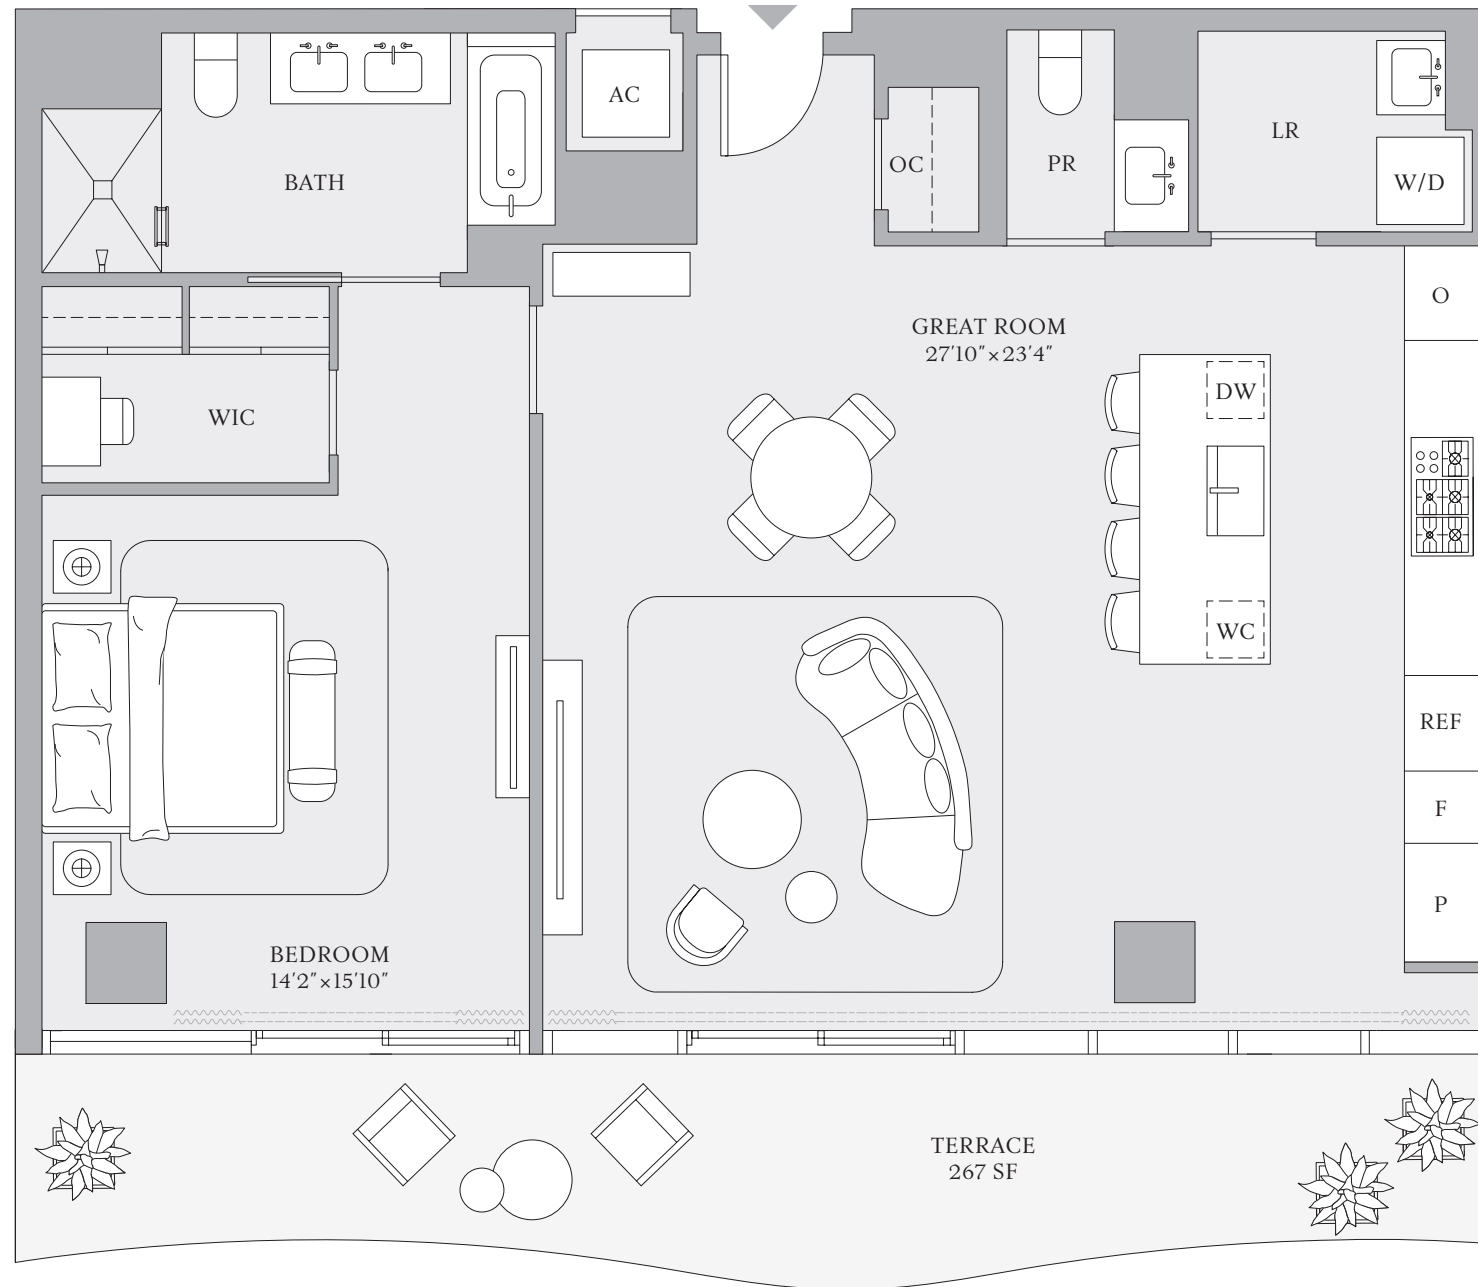 AC
BATH
OC
PR
LR
W/D
O
GREAT ROOM
27'10"×23'4"
DW
WIC
WC
REF
F
P
BEDROOM
14'2"×15'10"
TERRACE
267 SF